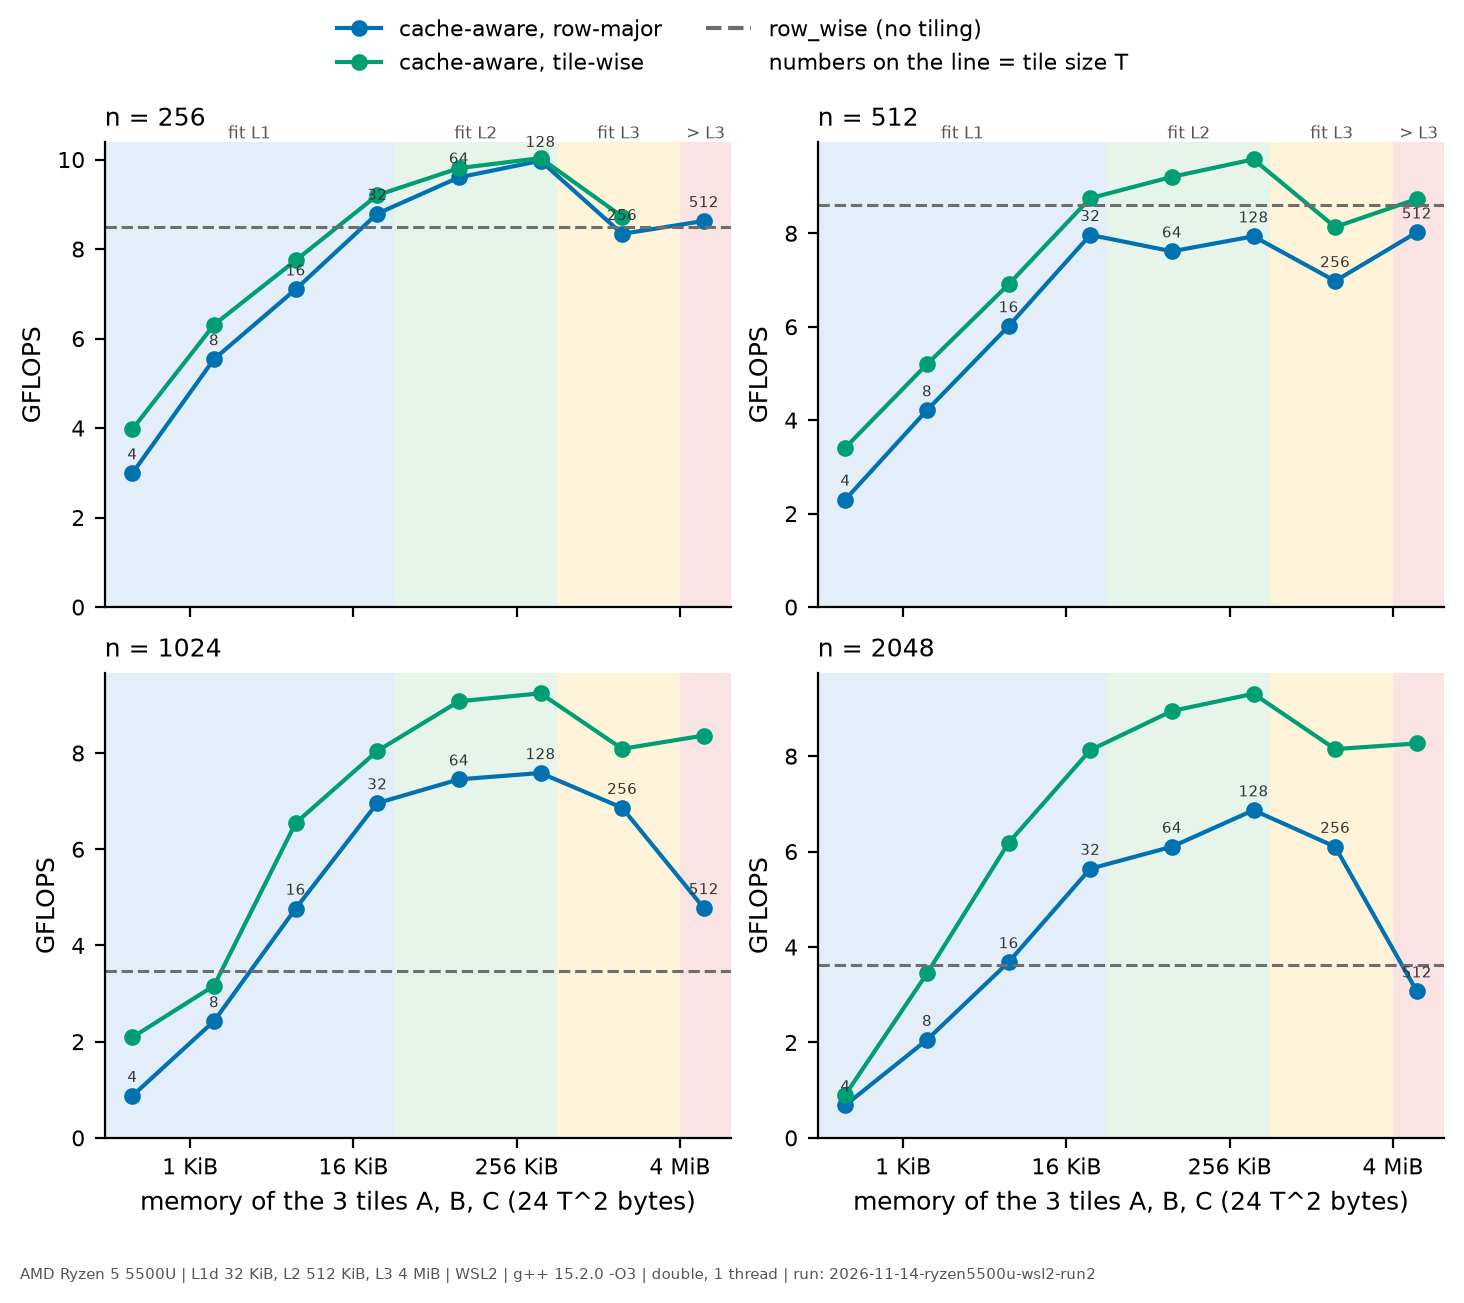 cache-aware, row-major
cache-aware, tile-wise
row_wise (no tiling)
numbers on the line = tile size T
n = 256
fit L1
fit L2
fit L3
> L3
GFLOPS
10
8
6
4
2
0
4
8
16
32
64
128
256
512
n = 512
fit L1
fit L2
fit L3
> L3
GFLOPS
8
6
4
2
0
4
8
16
32
64
128
256
512
n = 1024
GFLOPS
8
6
4
2
0
4
8
16
32
64
128
256
512
1 KiB
16 KiB
256 KiB
4 MiB
memory of the 3 tiles A, B, C (24 T^2 bytes)
n = 2048
GFLOPS
8
6
4
2
0
4
8
16
32
64
128
256
512
1 KiB
16 KiB
256 KiB
4 MiB
memory of the 3 tiles A, B, C (24 T^2 bytes)
AMD Ryzen 5 5500U | L1d 32 KiB, L2 512 KiB, L3 4 MiB | WSL2 | g++ 15.2.0 -O3 | double, 1 thread | run: 2026-11-14-ryzen5500u-wsl2-run2